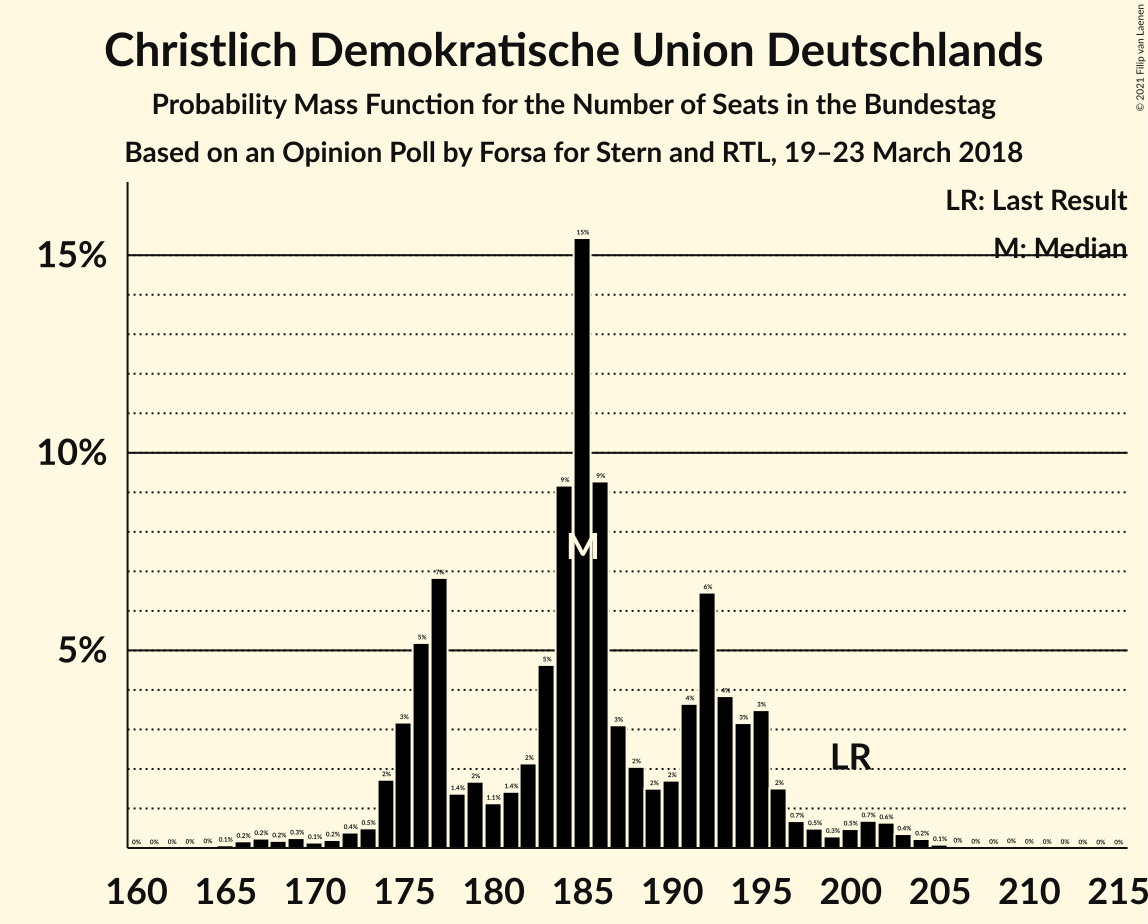 Christlich Demokratische Union Deutschlands
Probability Mass Function for the Number of Seats in the Bundestag
Based on an Opinion Poll by Forsa for Stern and RTL, 19–23 March 2018
© 2021 Filip van Laenen
LR: Last Result
M: Median
15%
10%
5%
0% 0% 0% 0% 0% 0.1% 0.2% 0.2% 0.2% 0.3% 0.1% 0.2% 0.4% 0.5% 2% 3% 5% 7% 1.4% 2% 1.1% 1.4% 2% 5% 9% 15% 9% 3% 2% 2% 2% 4% 6% 4% 3% 3% 2% 0.7% 0.5% 0.3% 0.5% 0.7% 0.6% 0.4% 0.2% 0.1% 0% 0% 0% 0% 0% 0% 0% 0% 0% 0%
M
LR
160 165 170 175 180 185 190 195 200 205 210 215